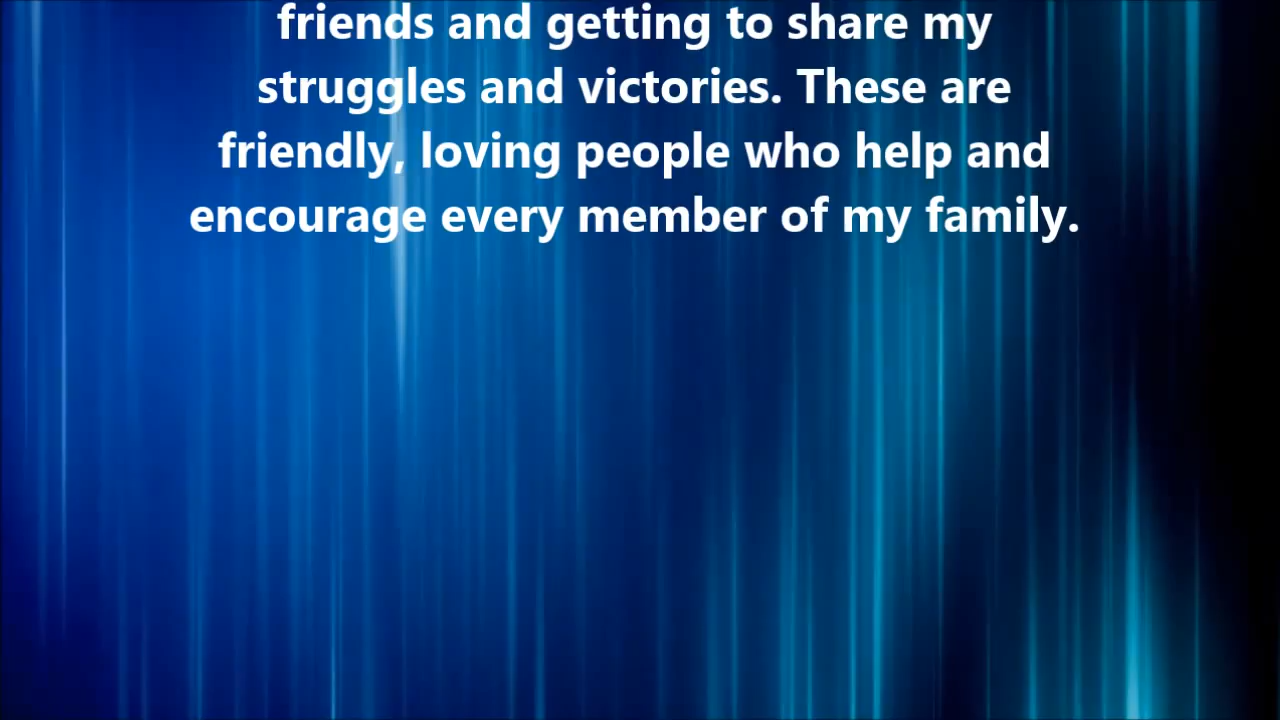 friends and getting to share my
struggles and victories. These are
friendly, loving people who help and
encourage every member of my family.